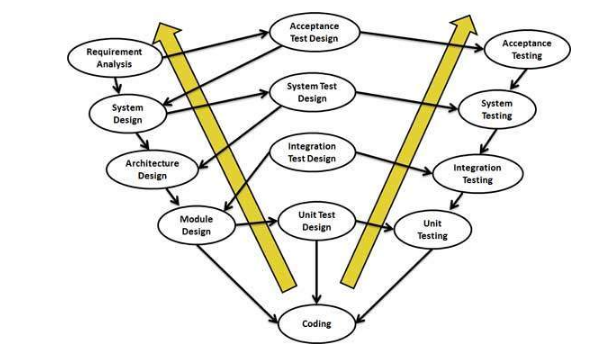 Acceptance
Test Design
Requirement
Analysis
Acceptance
Testing
System Test
Design
System
Design
System
Testing
Integration
Test Design
Architecture
Design
Integration
Testing
Module
Design
Unit Test
Design
Unit
Testing
Coding